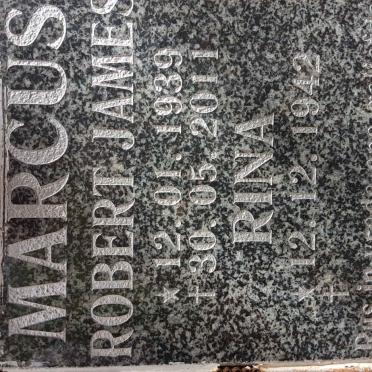 MARCUS
ROBERT JAMES
* 12.01.1939
† 30.05.2011
RINA
* 12.12.1942
†